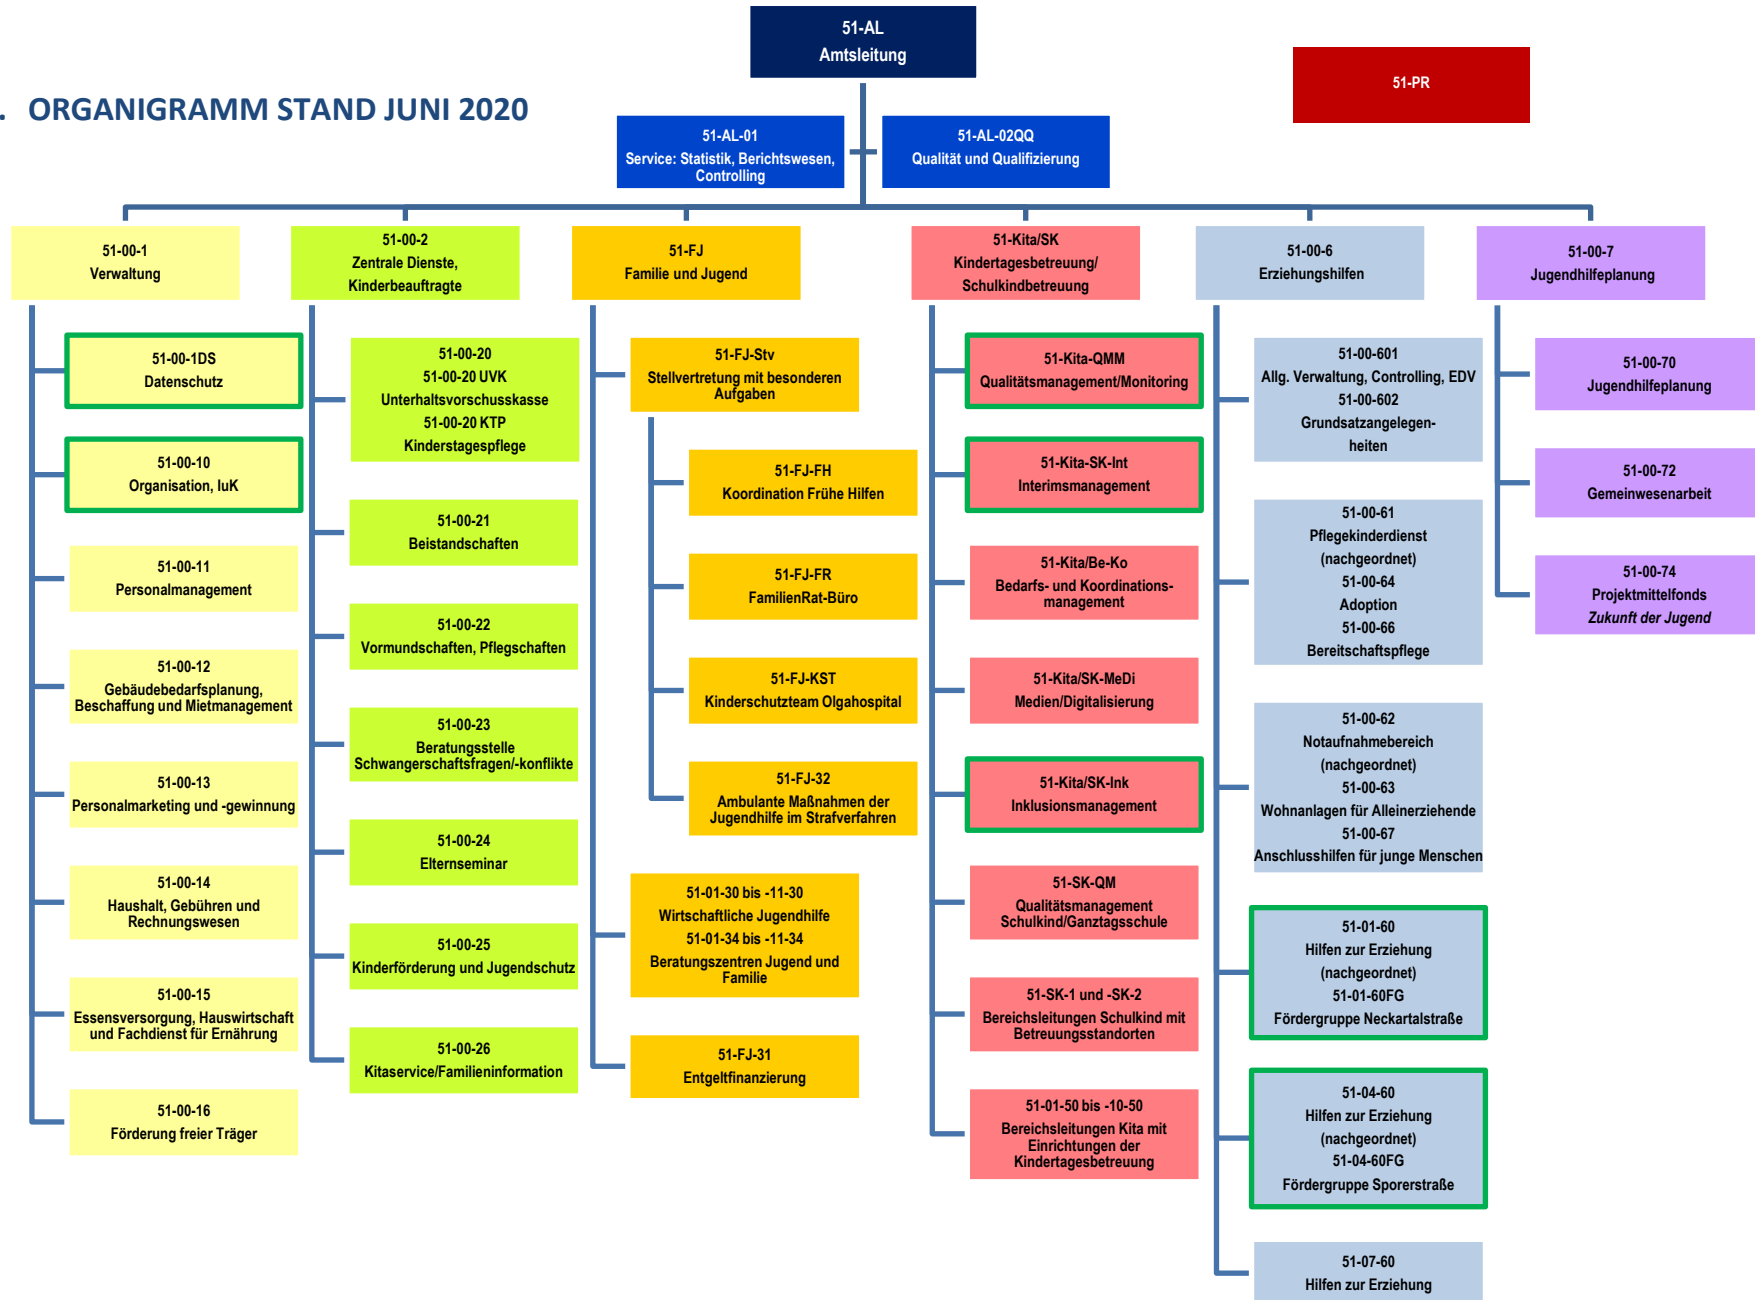 51-AL
Amtsleitung
51-PR
. ORGANIGRAMM STAND JUNI 2020
51-AL-01
Service: Statistik, Berichtswesen,
Controlling
51-AL-02QQ
Qualität und Qualifizierung
51-00-1
Verwaltung
51-00-2
Zentrale Dienste,
Kinderbeauftragte
51-FJ
Familie und Jugend
51-Kita/SK
Kindertagesbetreuung/
Schulkindbetreuung
51-00-6
Erziehungshilfen
51-00-7
Jugendhilfeplanung
51-00-1DS
Datenschutz
51-00-10
Organisation, IuK
51-00-11
Personalmanagement
51-00-12
Gebäudebedarfsplanung,
Beschaffung und Mietmanagement
51-00-13
Personalmarketing und -gewinnung
51-00-14
Haushalt, Gebühren und
Rechnungswesen
51-00-15
Essensversorgung, Hauswirtschaft
und Fachdienst für Ernährung
51-00-16
Förderung freier Träger
51-00-20
51-00-20 UVK
Unterhaltsvorschusskasse
51-00-20 KTP
Kinderstagespflege
51-00-21
Beistandschaften
51-00-22
Vormundschaften, Pflegschaften
51-00-23
Beratungsstelle
Schwangerschaftsfragen/-konflikte
51-00-24
Elternseminar
51-00-25
Kinderförderung und Jugendschutz
51-00-26
Kitaservice/Familieninformation
51-FJ-Stv
Stellvertretung mit besonderen
Aufgaben
51-FJ-FH
Koordination Frühe Hilfen
51-FJ-FR
FamilienRat-Büro
51-FJ-KST
Kinderschutzteam Olgahospital
51-FJ-32
Ambulante Maßnahmen der
Jugendhilfe im Strafverfahren
51-01-30 bis -11-30
Wirtschaftliche Jugendhilfe
51-01-34 bis -11-34
Beratungszentren Jugend und
Familie
51-FJ-31
Entgeltfinanzierung
51-Kita-QMM
Qualitätsmanagement/Monitoring
51-Kita-SK-Int
Interimsmanagement
51-Kita/Be-Ko
Bedarfs- und Koordinations-
management
51-Kita/SK-MeDi
Medien/Digitalisierung
51-Kita/SK-Ink
Inklusionsmanagement
51-SK-QM
Qualitätsmanagement
Schulkind/Ganztagsschule
51-SK-1 und -SK-2
Bereichsleitungen Schulkind mit
Betreuungsstandorten
51-01-50 bis -10-50
Bereichsleitungen Kita mit
Einrichtungen der
Kindertagesbetreuung
51-00-601
Allg. Verwaltung, Controlling, EDV
51-00-602
Grundsatzangelegen-
heiten
51-00-61
Pflegekinderdienst
(nachgeordnet)
51-00-64
Adoption
51-00-66
Bereitschaftspflege
51-00-62
Notaufnahmebereich
(nachgeordnet)
51-00-63
Wohnanlagen für Alleinerziehende
51-00-67
Anschlusshilfen für junge Menschen
51-01-60
Hilfen zur Erziehung
(nachgeordnet)
51-01-60FG
Fördergruppe Neckartalstraße
51-04-60
Hilfen zur Erziehung
(nachgeordnet)
51-04-60FG
Fördergruppe Sporerstraße
51-07-60
Hilfen zur Erziehung
51-00-70
Jugendhilfeplanung
51-00-72
Gemeinwesenarbeit
51-00-74
Projektmittelfonds
Zukunft der Jugend